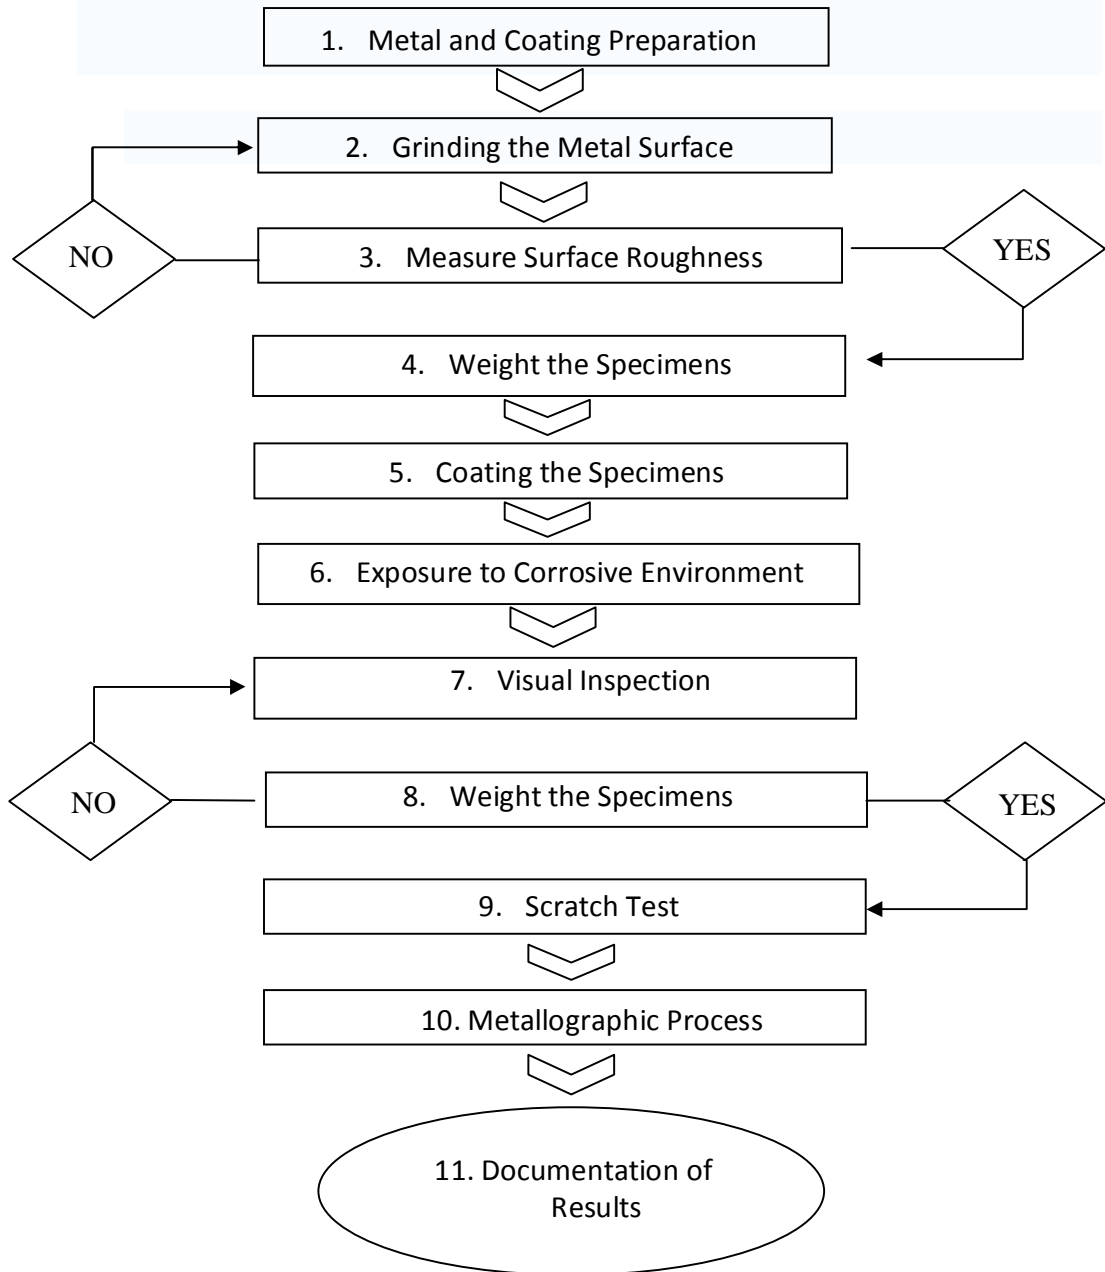 1. Metal and Coating Preparation
2. Grinding the Metal Surface
NO
3. Measure Surface Roughness
YES
4. Weight the Specimens
5. Coating the Specimens
6. Exposure to Corrosive Environment
7. Visual Inspection
NO
8. Weight the Specimens
YES
9. Scratch Test
10. Metallographic Process
11. Documentation of
Results